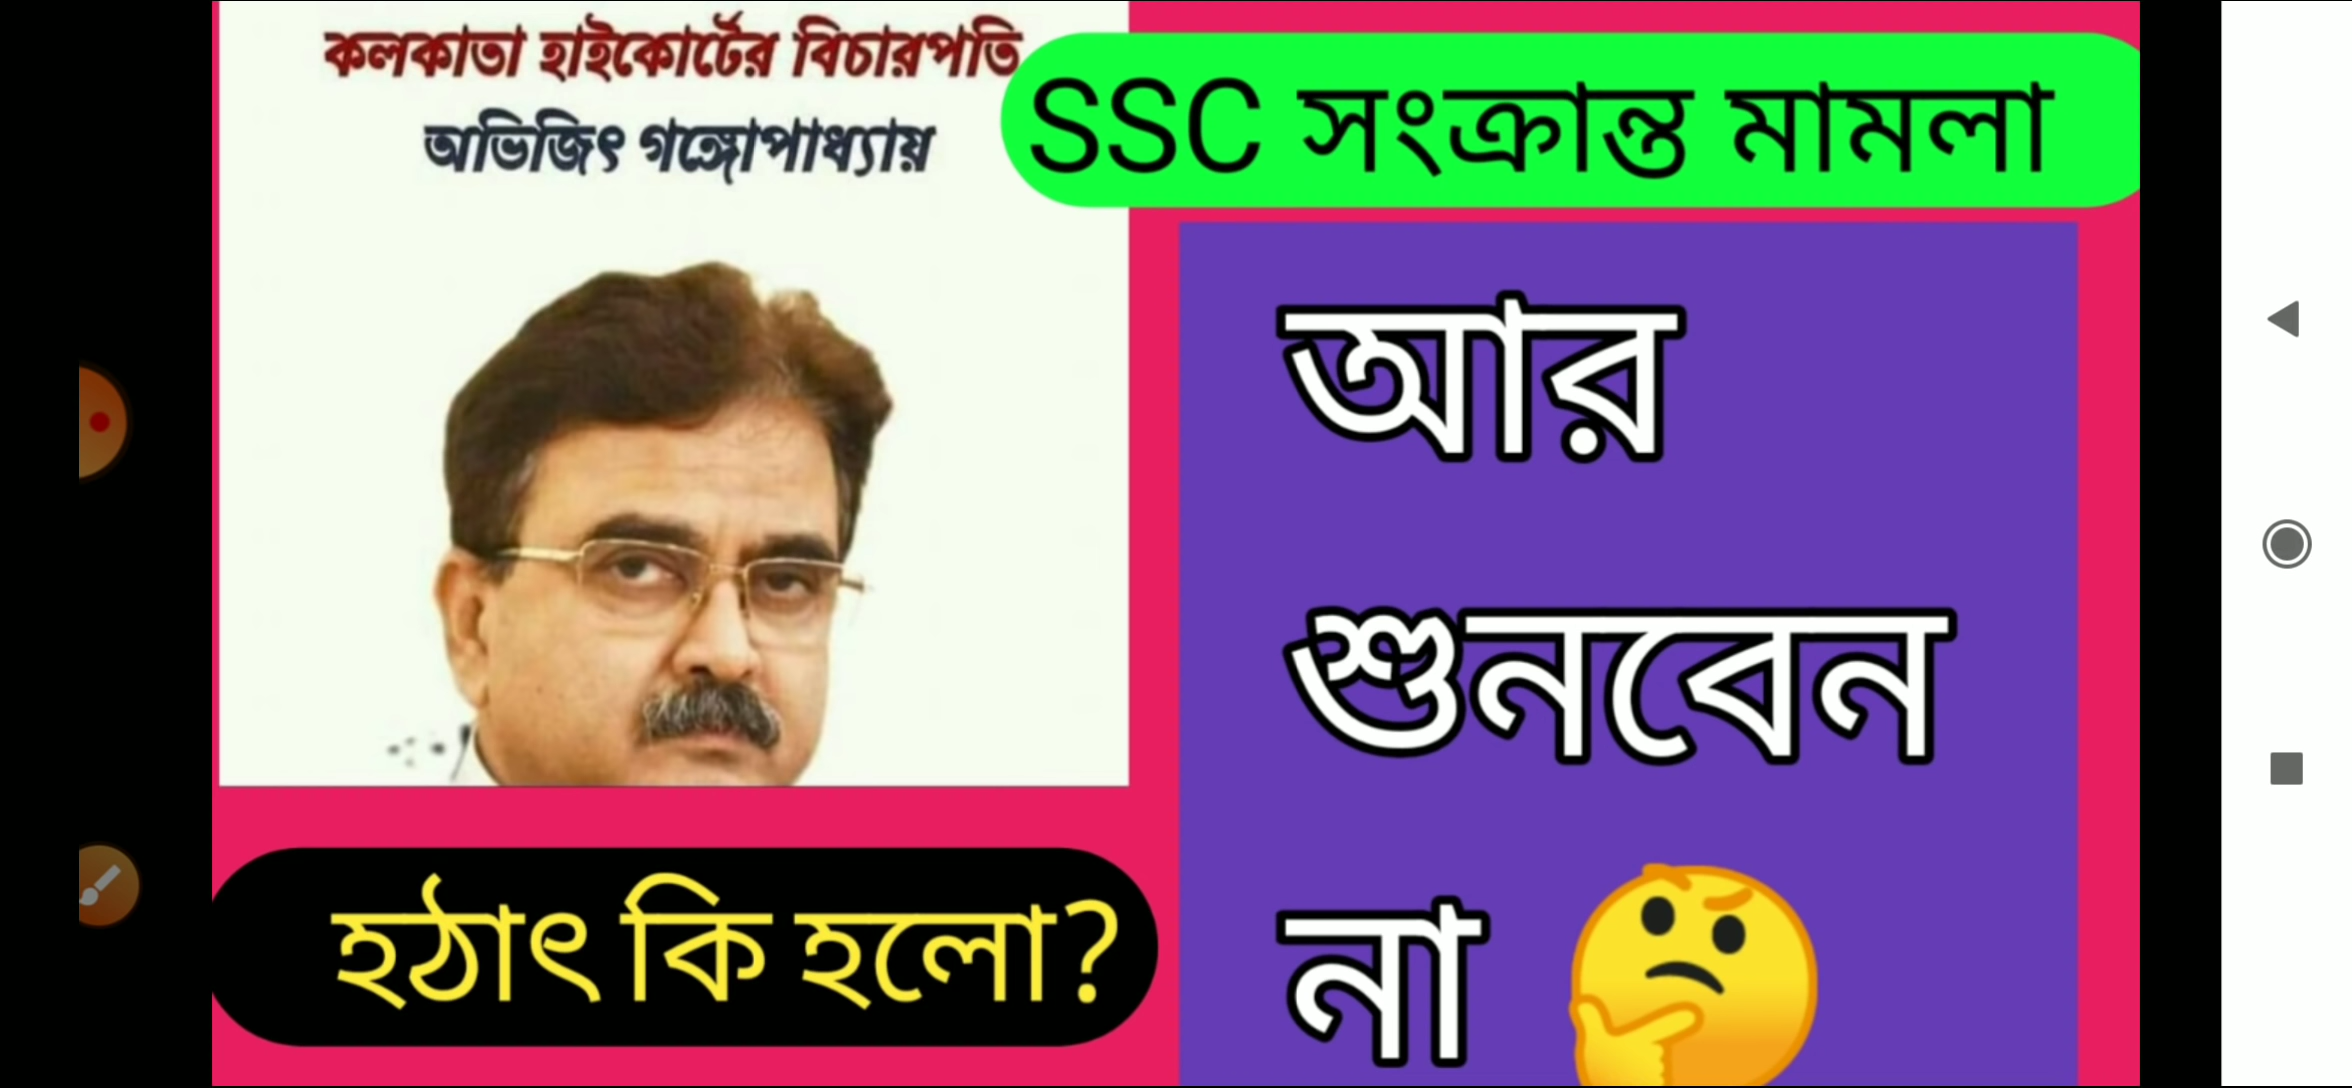 কলকাতা হাইকোর্টের বিচারপতি
অভিজিৎ গঙ্গোপাধ্যায়
SSC সংক্রান্ত মামলা
আর
শুনবেন
না
হঠাৎ কি হলো?